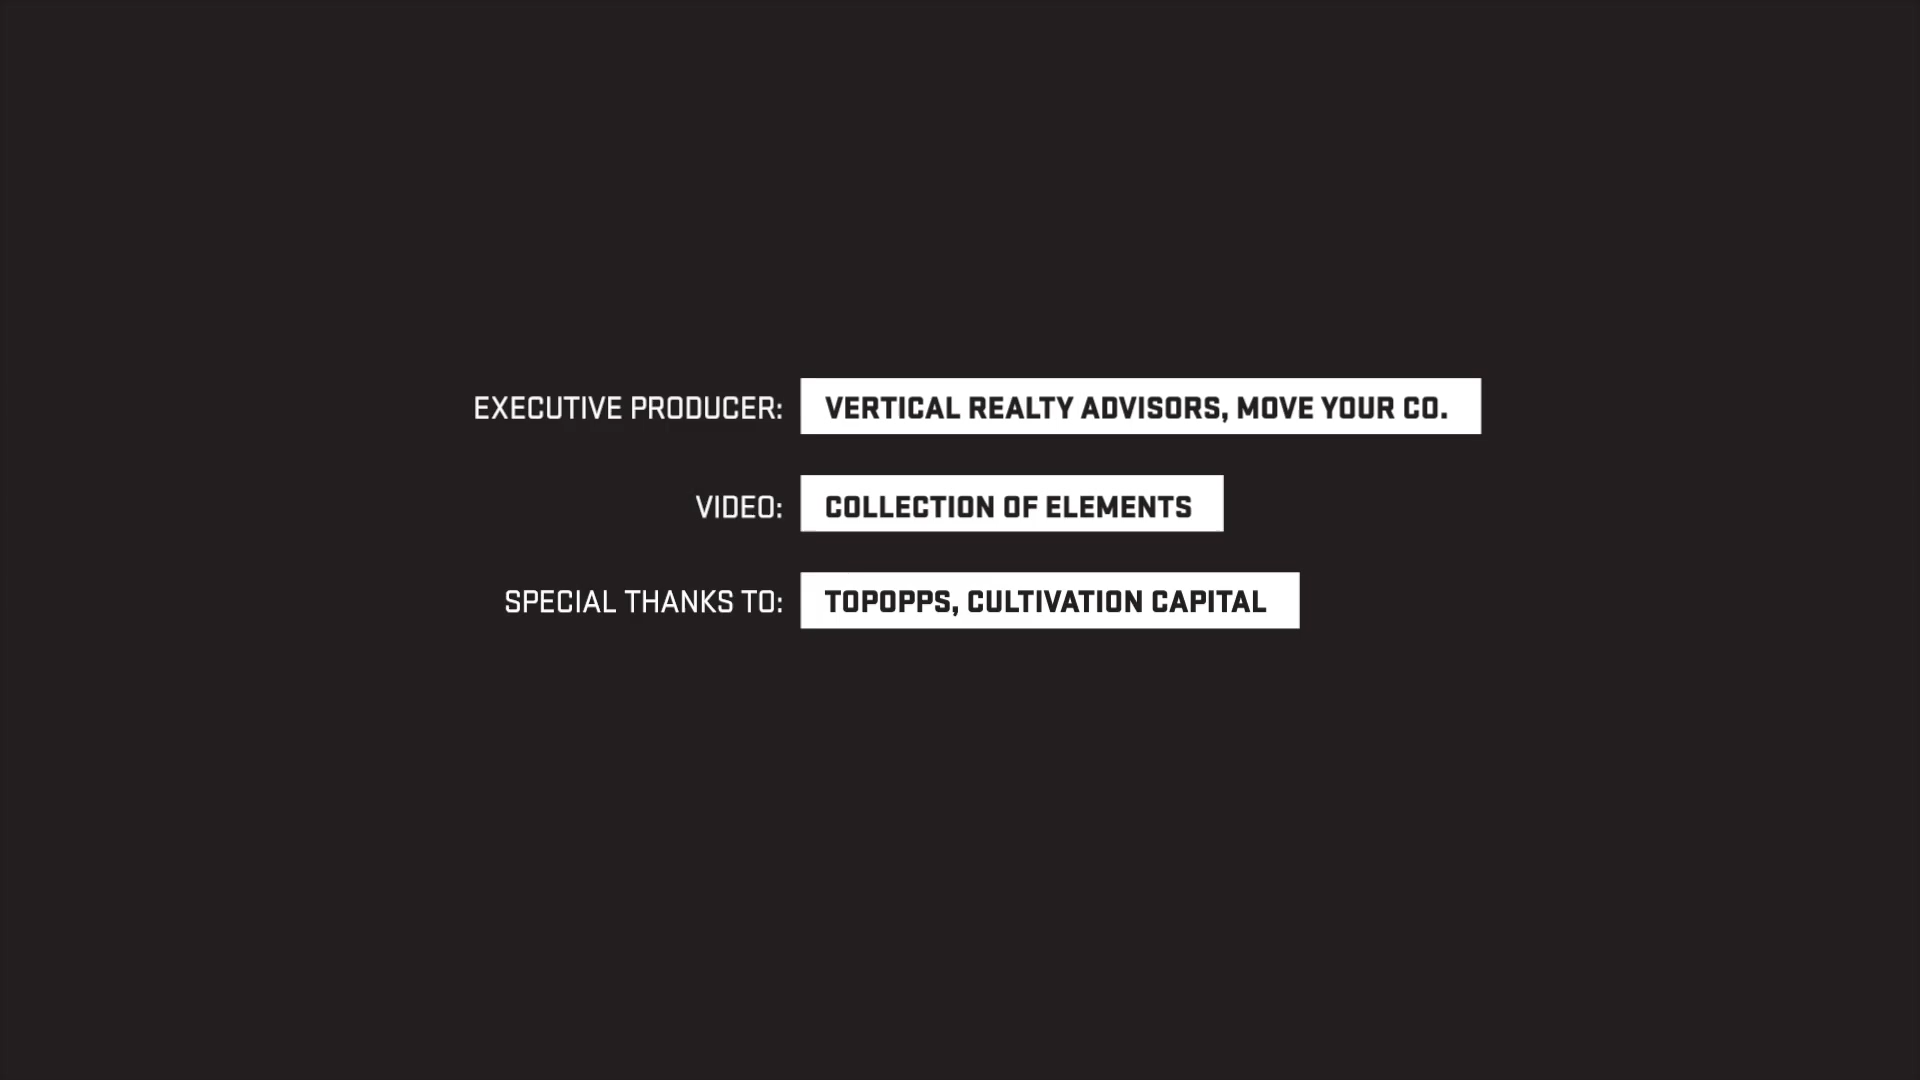 EXECUTIVE PRODUCER: VERTICAL REALTY ADVISORS, MOVE YOUR CO.
VIDEO: COLLECTION OF ELEMENTS
SPECIAL THANKS TO: TOPOPPS, CULTIVATION CAPITAL